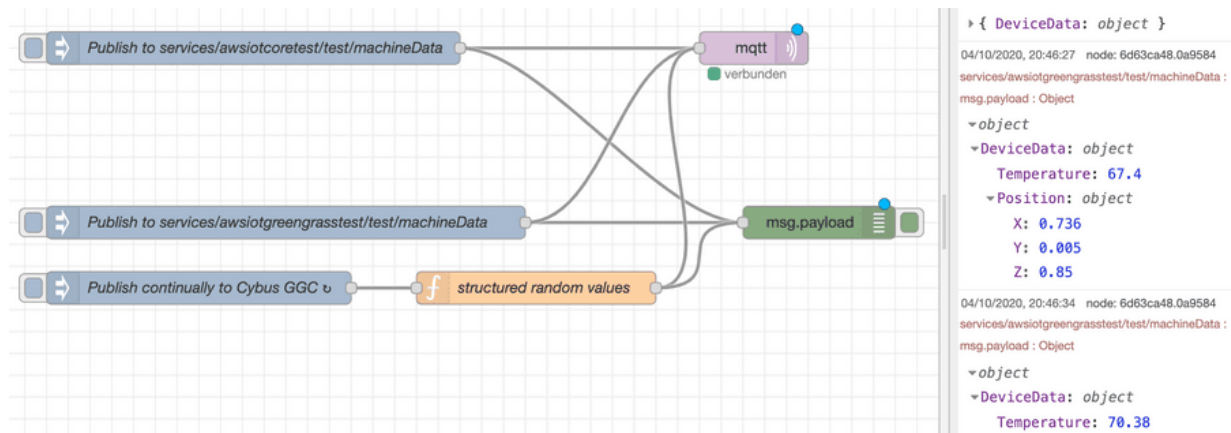 Publish to services/awsiotcoretest/test/machineData
mqtt
verbunden
Publish to services/awsiotgreengrasstest/test/machineData
msg.payload
Publish continually to Cybus GGC ↻
structured random values
{ DeviceData: object }
04/10/2020, 20:46:27 node: 6d63ca48.0a9584
services/awsiotgreengrasstest/test/machineData :
msg.payload : Object
object
DeviceData: object
Temperature: 67.4
Position: object
X: 0.736
Y: 0.005
Z: 0.85
04/10/2020, 20:46:34 node: 6d63ca48.0a9584
services/awsiotgreengrasstest/test/machineData :
msg.payload : Object
object
DeviceData: object
Temperature: 70.38